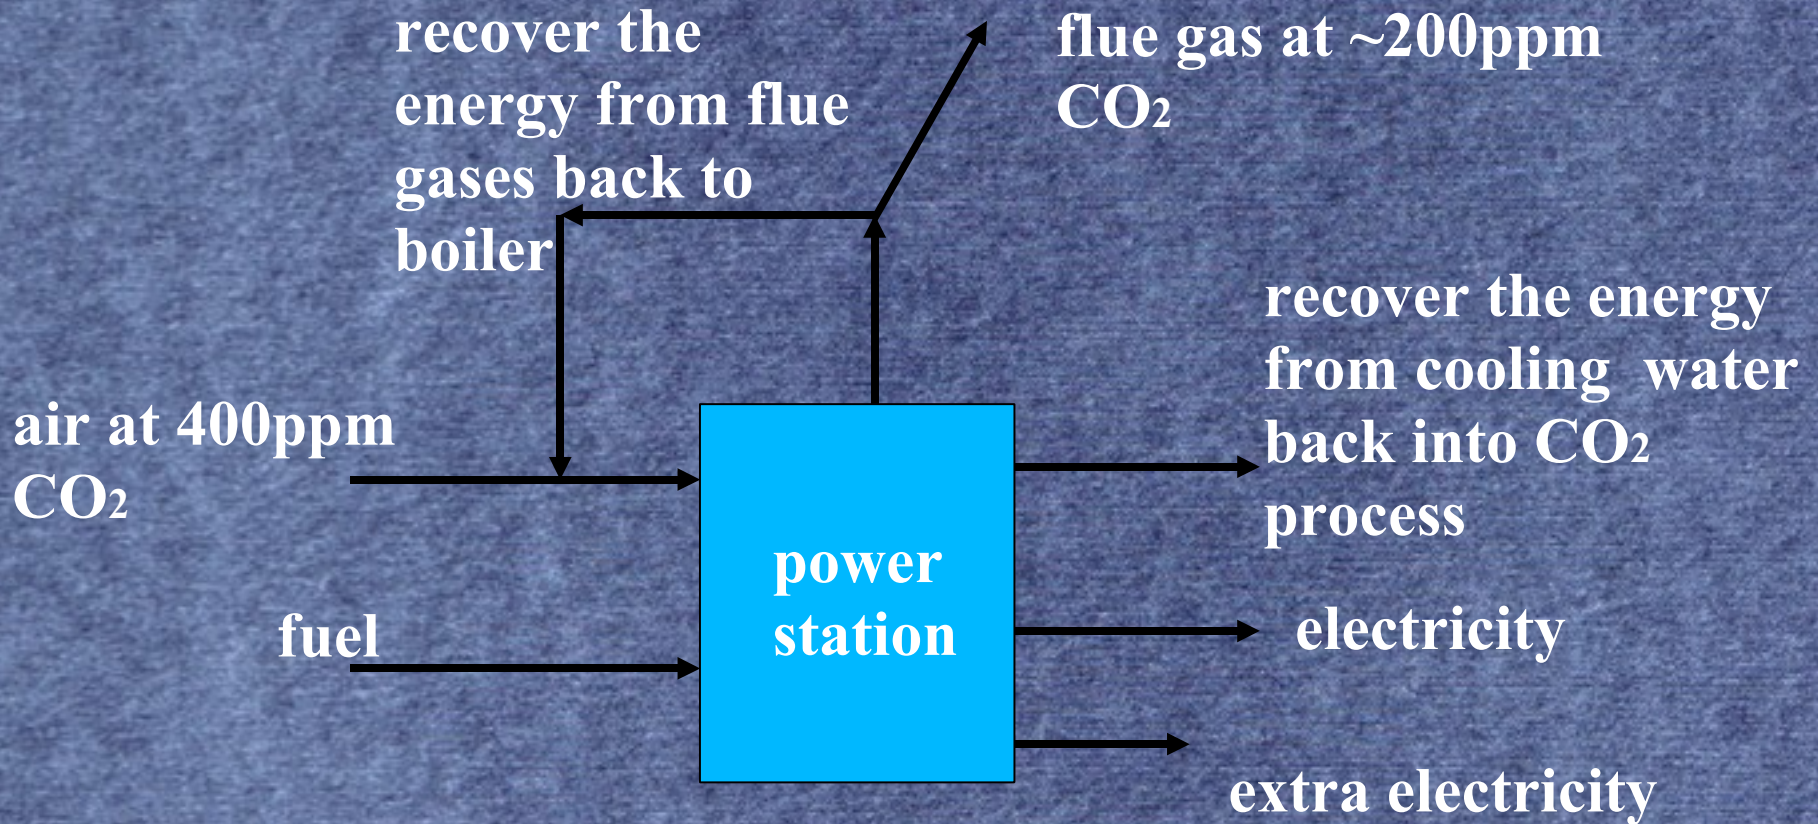 recover the
energy from flue
gases back to
boiler
flue gas at ~200ppm
CO₂
air at 400ppm
CO₂
fuel
power
station
recover the energy
from cooling  water
back into CO₂
process
electricity
extra electricity